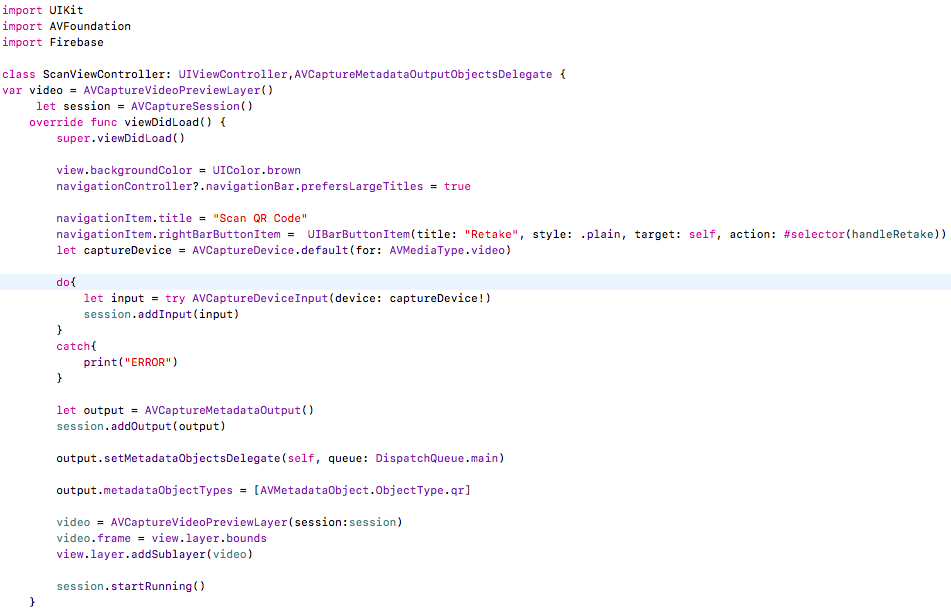 import UIKit
import AVFoundation
import Firebase
class ScanViewController: UIViewController,AVCaptureMetadataOutputObjectsDelegate {
var video = AVCaptureVideoPreviewLayer()
let session = AVCaptureSession()
override func viewDidLoad() {
super.viewDidLoad()
view.backgroundColor = UIColor.brown
navigationController?.navigationBar.prefersLargeTitles = true
navigationItem.title = "Scan QR Code"
navigationItem.rightBarButtonItem =  UIBarButtonItem(title: "Retake", style: .plain, target: self, action: #selector(handleRetake))
let captureDevice = AVCaptureDevice.default(for: AVMediaType.video)
do{
let input = try AVCaptureDeviceInput(device: captureDevice!)
session.addInput(input)
}
catch{
print("ERROR")
}
let output = AVCaptureMetadataOutput()
session.addOutput(output)
output.setMetadataObjectsDelegate(self, queue: DispatchQueue.main)
output.metadataObjectTypes = [AVMetadataObject.ObjectType.qr]
video = AVCaptureVideoPreviewLayer(session:session)
video.frame = view.layer.bounds
view.layer.addSublayer(video)
session.startRunning()
}